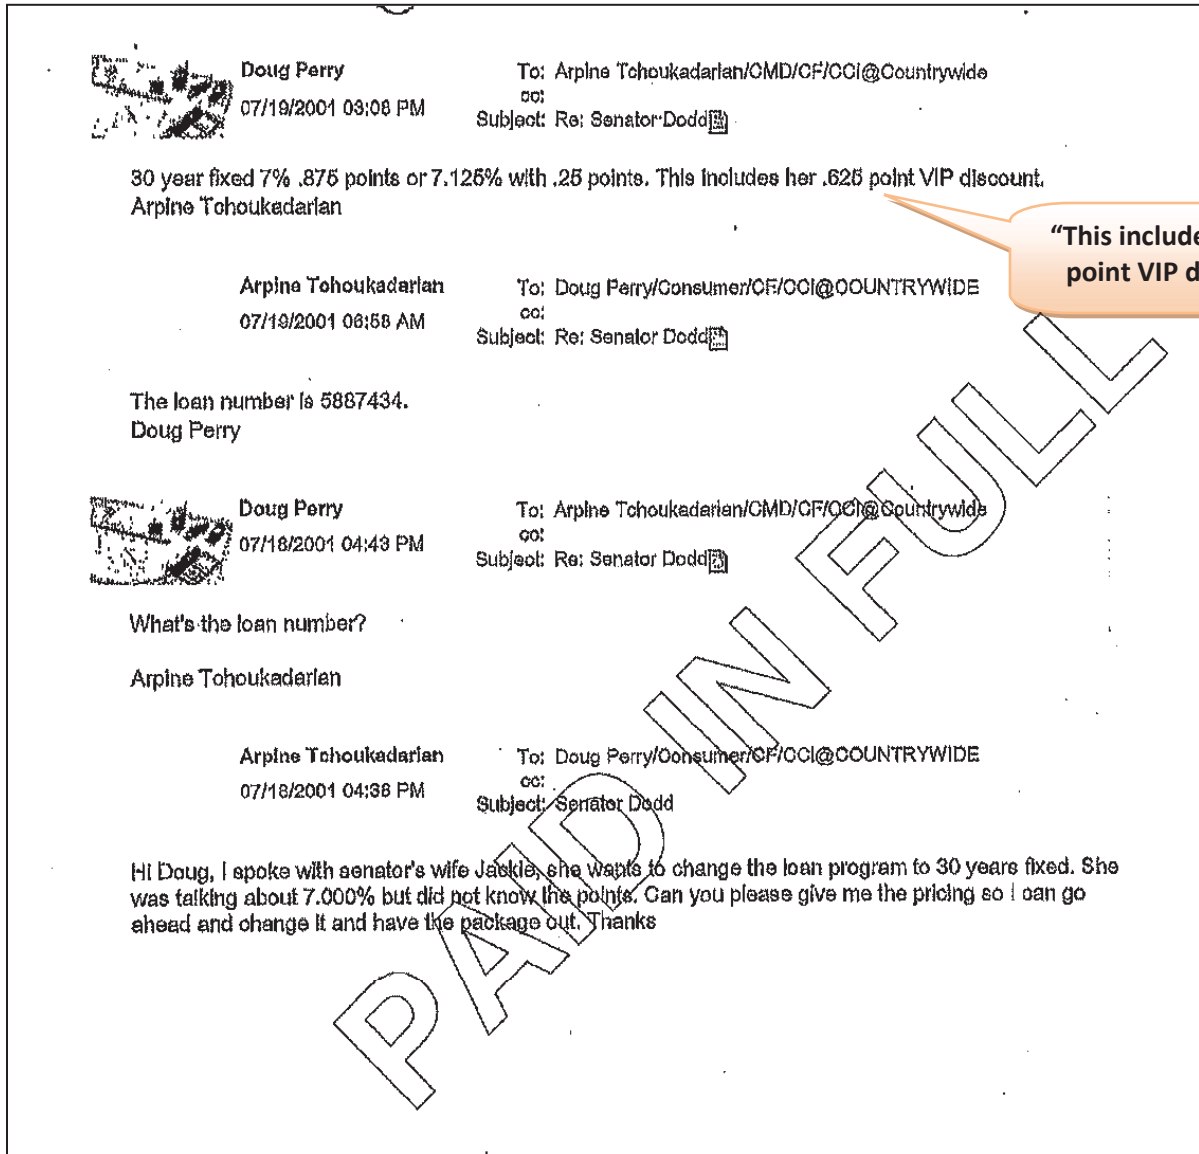 Doug Perry
07/19/2001 03:08 PM
To: Arpine Tchoukadarian/CMD/CF/CCI@Countrywide
cc:
Subject: Re: Senator Dodd
30 year fixed 7% .875 points or 7.125% with .25 points. This includes her .625 point VIP discount.
Arpine Tchoukadarian
"This include
point VIP d
Arpine Tchoukadarian
07/19/2001 06:58 AM
To: Doug Perry/Consumer/CF/CCI@COUNTRYWIDE
cc:
Subject: Re: Senator Dodd
The loan number is 5887434.
Doug Perry
Doug Perry
07/18/2001 04:43 PM
To: Arpine Tchoukadarian/CMD/CF/CCI@Countrywide
cc:
Subject: Re: Senator Dodd
What's the loan number?
Arpine Tchoukadarian
Arpine Tchoukadarian
07/18/2001 04:38 PM
To: Doug Perry/Consumer/CF/CCI@COUNTRYWIDE
cc:
Subject: Senator Dodd
Hi Doug, I spoke with senator's wife Jackie, she wants to change the loan program to 30 years fixed. She
was talking about 7.000% but did not know the points. Can you please give me the pricing so I can go
ahead and change it and have the package out. Thanks
PAID IN FULL